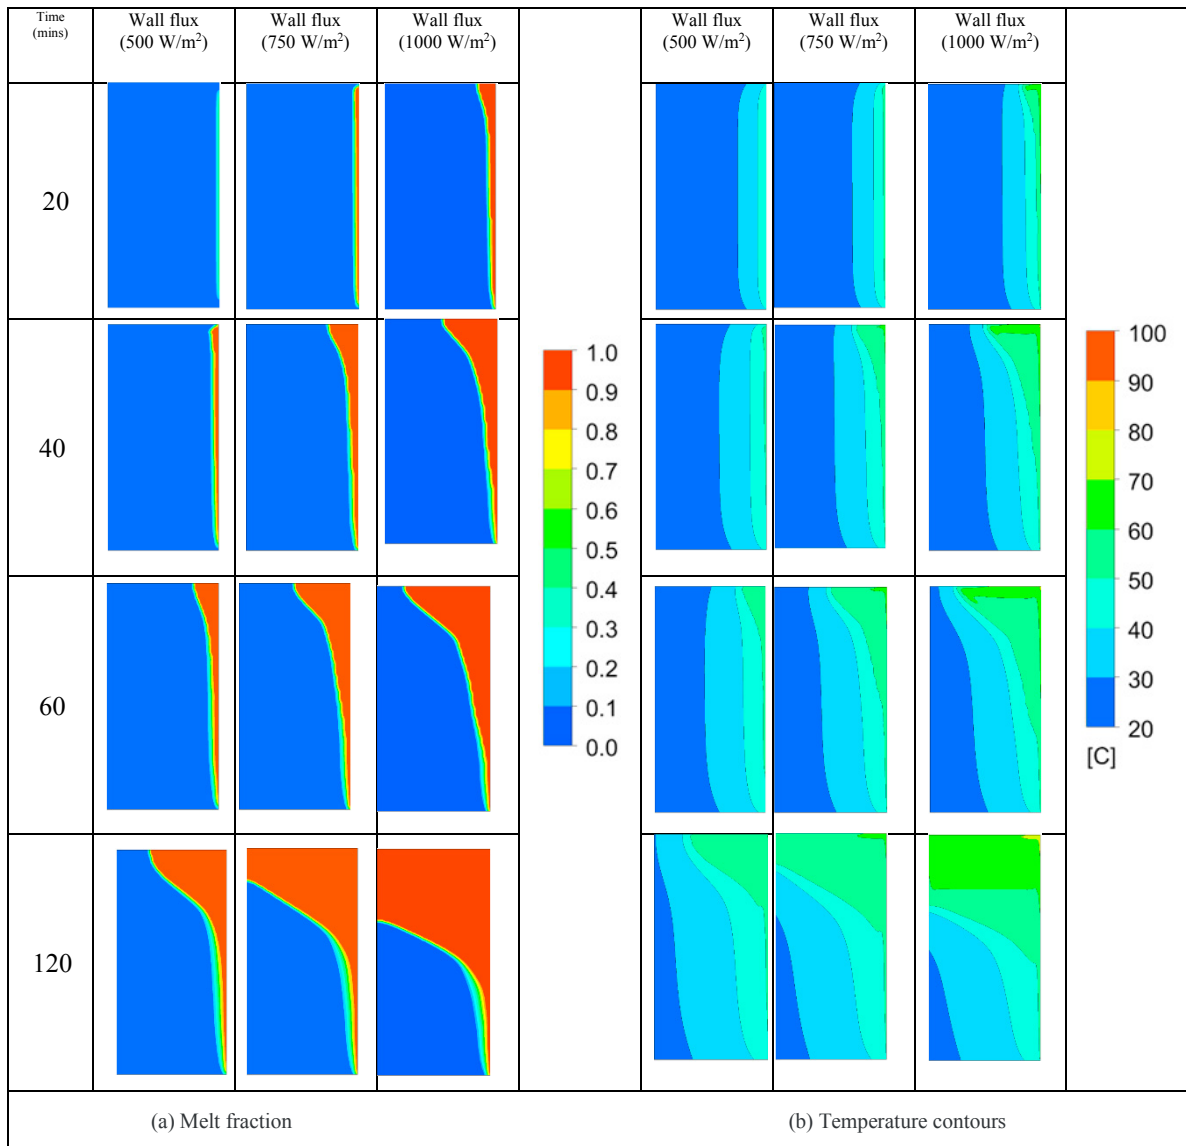 Time
(mins)
Wall flux
(500 W/m²)
Wall flux
(750 W/m²)
Wall flux
(1000 W/m²)
Wall flux
(500 W/m²)
Wall flux
(750 W/m²)
Wall flux
(1000 W/m²)
20
40
60
120
1.0
0.9
0.8
0.7
0.6
0.5
0.4
0.3
0.2
0.1
0.0
100
90
80
70
60
50
40
30
20
[C]
(a) Melt fraction
(b) Temperature contours